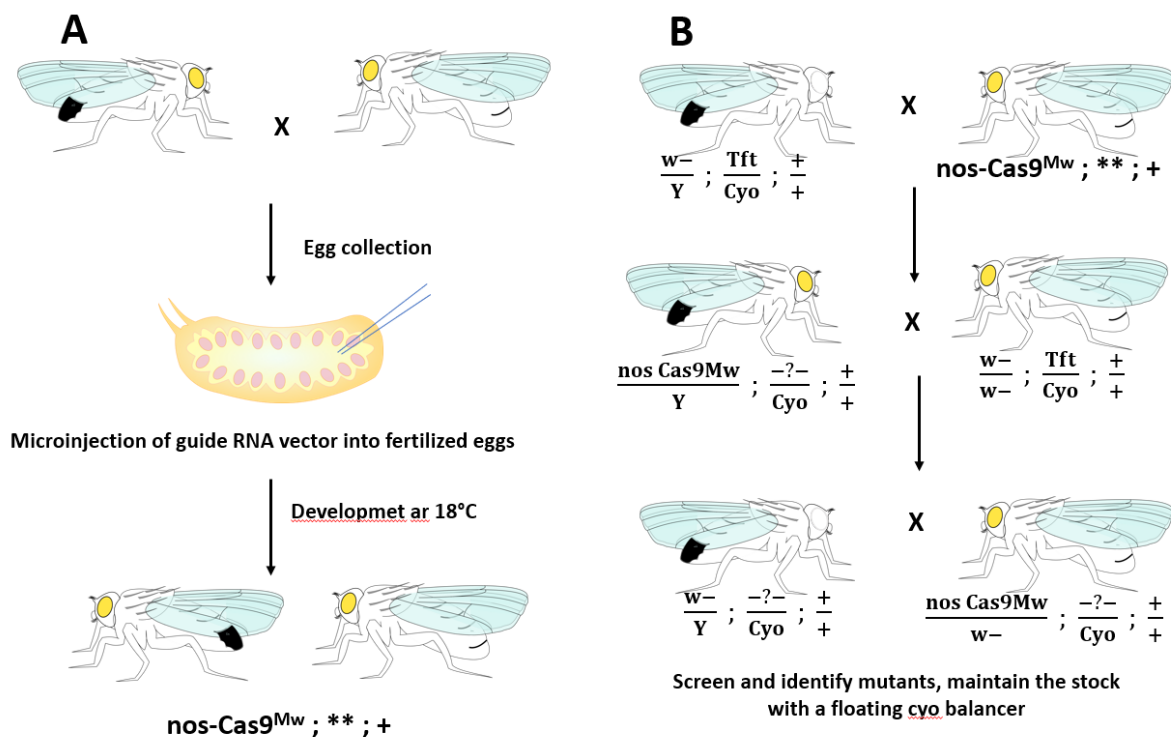 A
X
Egg collection
Microinjection of guide RNA vector into fertilized eggs
Developmet ar 18°C
nos-Cas9ᴹʷ ; ** ; +
B
X
w− / Y ; Tft / Cyo ; + / +
nos-Cas9ᴹʷ ; ** ; +
X
nos Cas9Mw / Y ; −?− / Cyo ; + / +
w− / w− ; Tft / Cyo ; + / +
X
w− / Y ; −?− / Cyo ; + / +
nos Cas9Mw / w− ; −?− / Cyo ; + / +
Screen and identify mutants, maintain the stock
with a floating cyo balancer